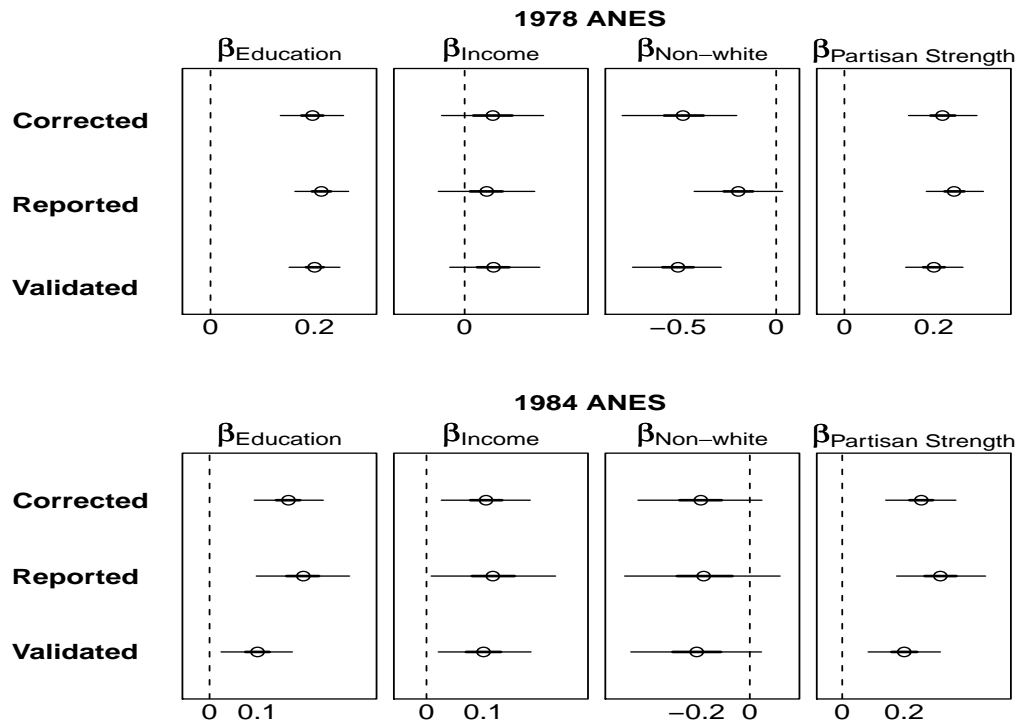 1978 ANES
βEducation βIncome βNon−white βPartisan Strength
Corrected
Reported
Validated
0 0.2 0 −0.5 0 0 0.2
1984 ANES
βEducation βIncome βNon−white βPartisan Strength
Corrected
Reported
Validated
0 0.1 0 0.1 −0.2 0 0 0.2